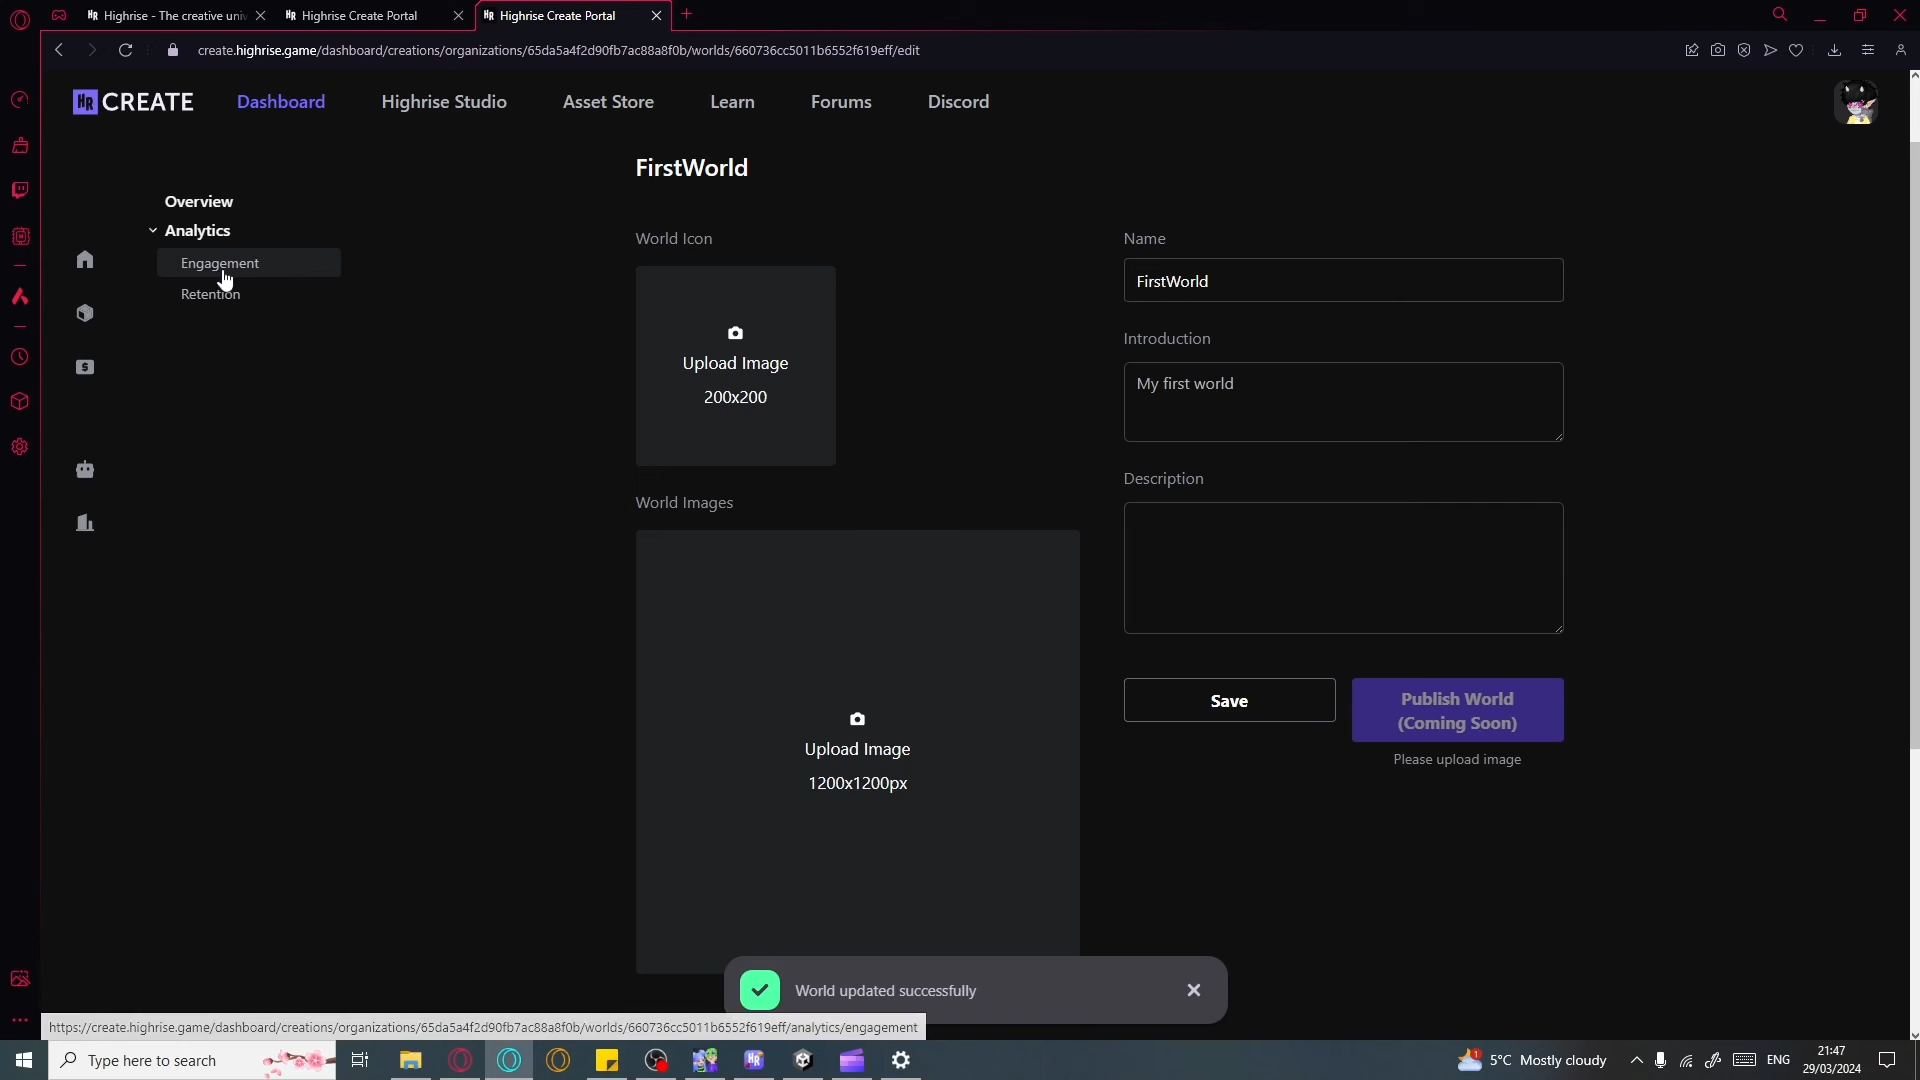 Highrise - The creative univ
Highrise Create Portal
Highrise Create Portal
create.highrise.game/dashboard/creations/organizations/65da5a4f2d90fb7ac88a8f0b/worlds/660736cc5011b6552f619eff/edit
HR CREATE
Dashboard
Highrise Studio
Asset Store
Learn
Forums
Discord
FirstWorld
Overview
Analytics
Engagement
Retention
World Icon
Upload Image
200x200
World Images
Upload Image
1200x1200px
Name
FirstWorld
Introduction
My first world
Description
Save
Publish World
(Coming Soon)
Please upload image
World updated successfully
https://create.highrise.game/dashboard/creations/organizations/65da5a4f2d90fb7ac88a8f0b/worlds/660736cc5011b6552f619eff/analytics/engagement
Type here to search
5°C Mostly cloudy
ENG
21:47
29/03/2024